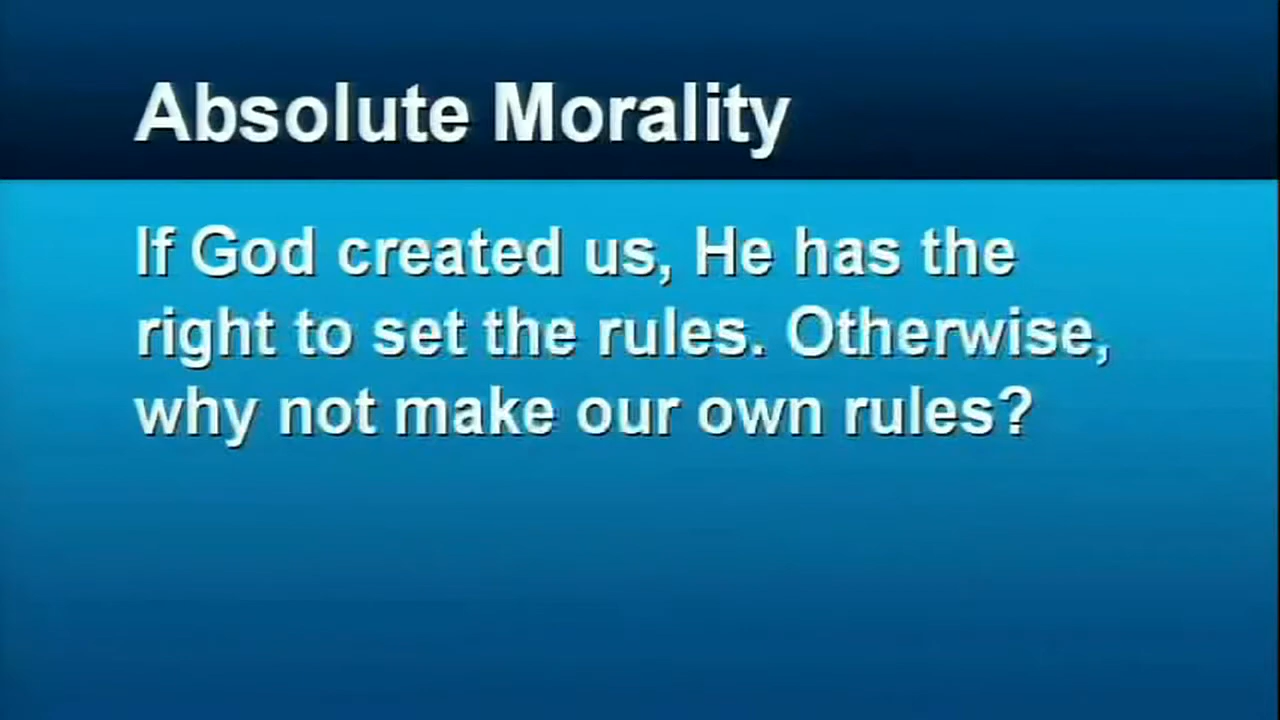 Absolute Morality
If God created us, He has the
right to set the rules. Otherwise,
why not make our own rules?